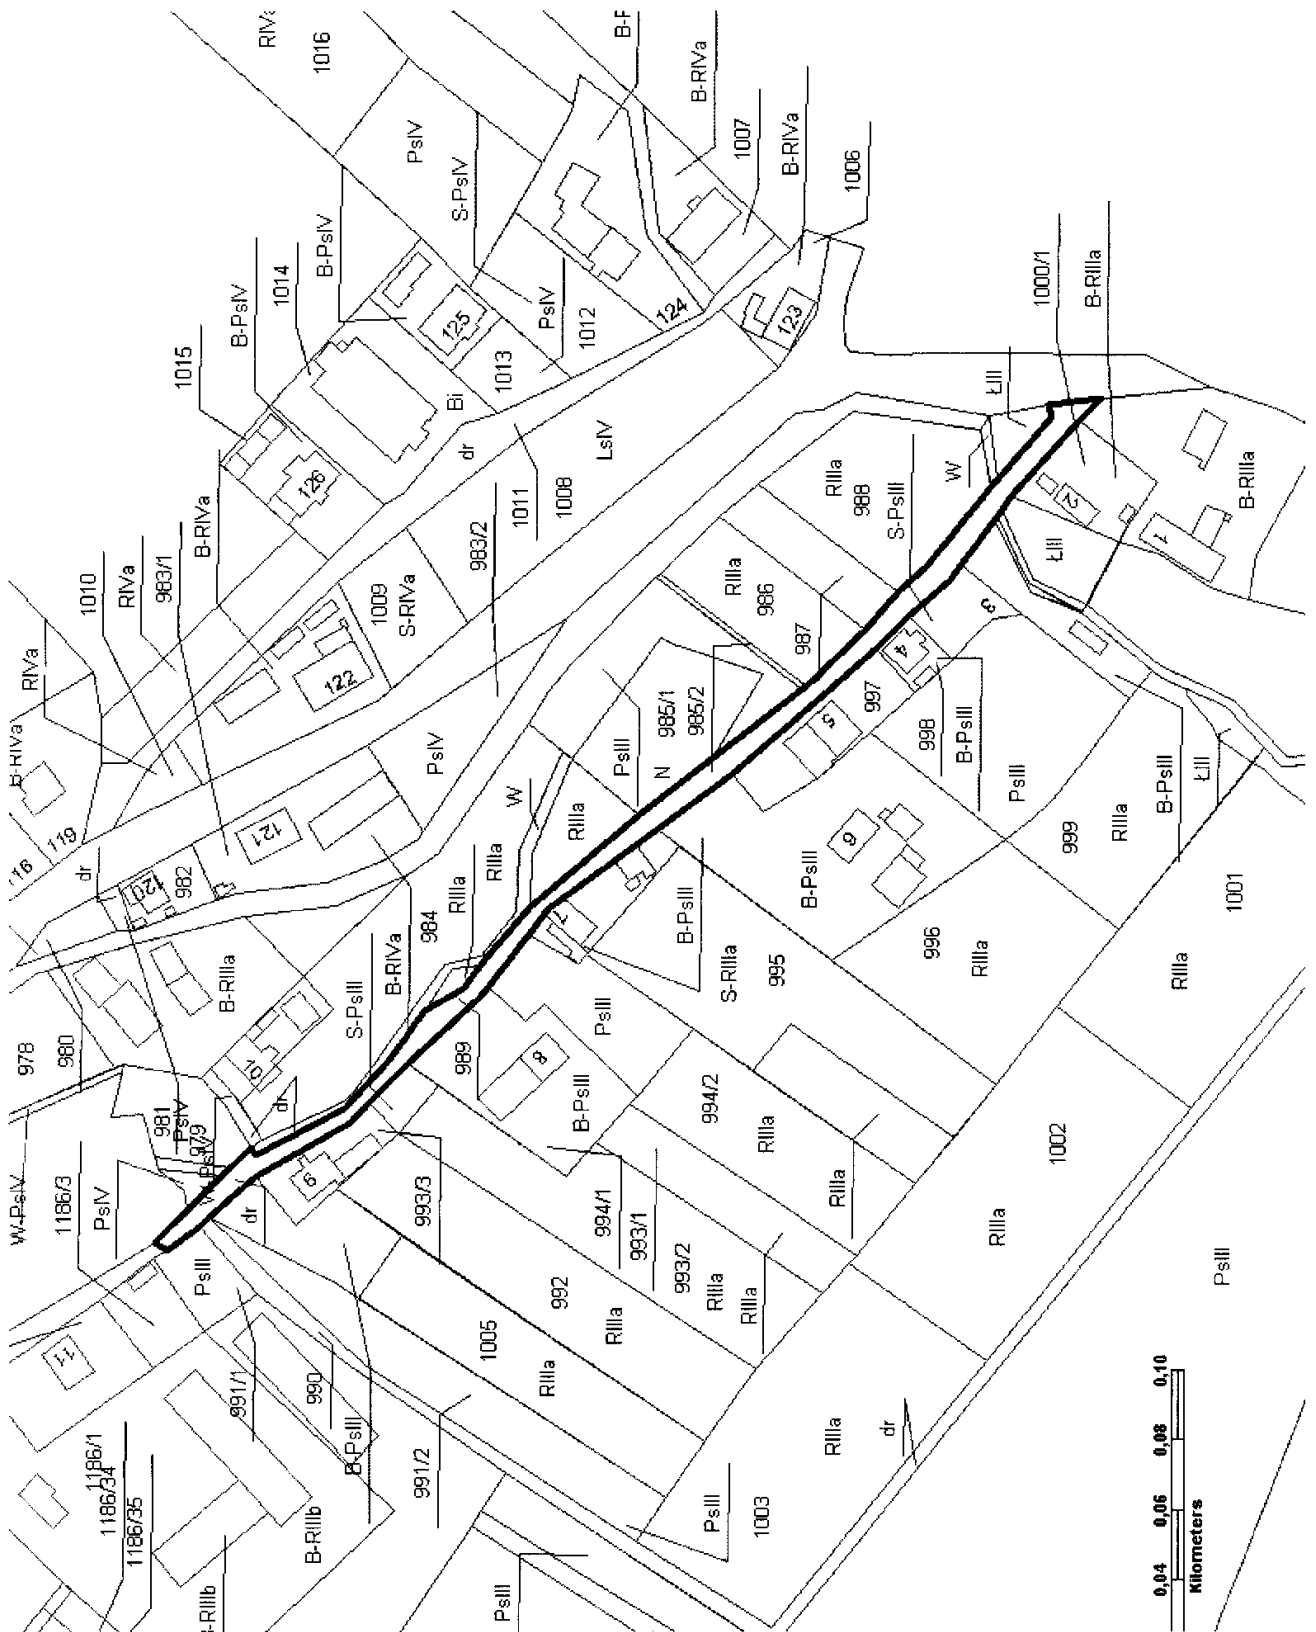 RIVa
1016
B-RIVa
PsIV
S-PsIV
B-PsIV
1007
B-RIVa
1006
1014
B-PsIV
1015
125
PsIV
1012
124
123
1013
Bi
126
dr
1011
1008
LsIV
1000/1
B-RIIIa
ŁIII
W
2
1
B-RIIIa
ŁIII
RIIIa
988
S-PsIII
B-RIVa
983/1
RIVa
1010
RIVa
B-RIVa
1009
S-RIVa
983/2
122
RIIIa
986
987
3
4
997
998
B-PsIII
5
985/1
985/2
N
PsIII
PsIII
B-PsIII
ŁIII
999
RIIIa
1001
RIIIa
119
dr
120
982
121
PsIV
W
RIIIa
RIIIa
RIIIa
984
B-RIVa
S-PsIII
7
B-PsIII
6
B-PsIII
996
RIIIa
S-RIIIa
995
978
980
B-RIIIa
10
dr
989
8
B-PsIII
PsIII
994/2
RIIIa
RIIIa
1002
RIIIa
PsIII
W-PsIV
1186/3
PsIV
981
PsIV
979
dr
9
993/3
994/1
993/1
993/2
RIIIa
RIIIa
992
RIIIa
1005
RIIIa
PsIII
11
991/1
990
B-PsIII
991/2
1186/1
1186/34
1186/35
B-RIIIb
PsIII
PsIII
1003
RIIIa
dr
0,04 0,06 0,08 0,10
Kilometers